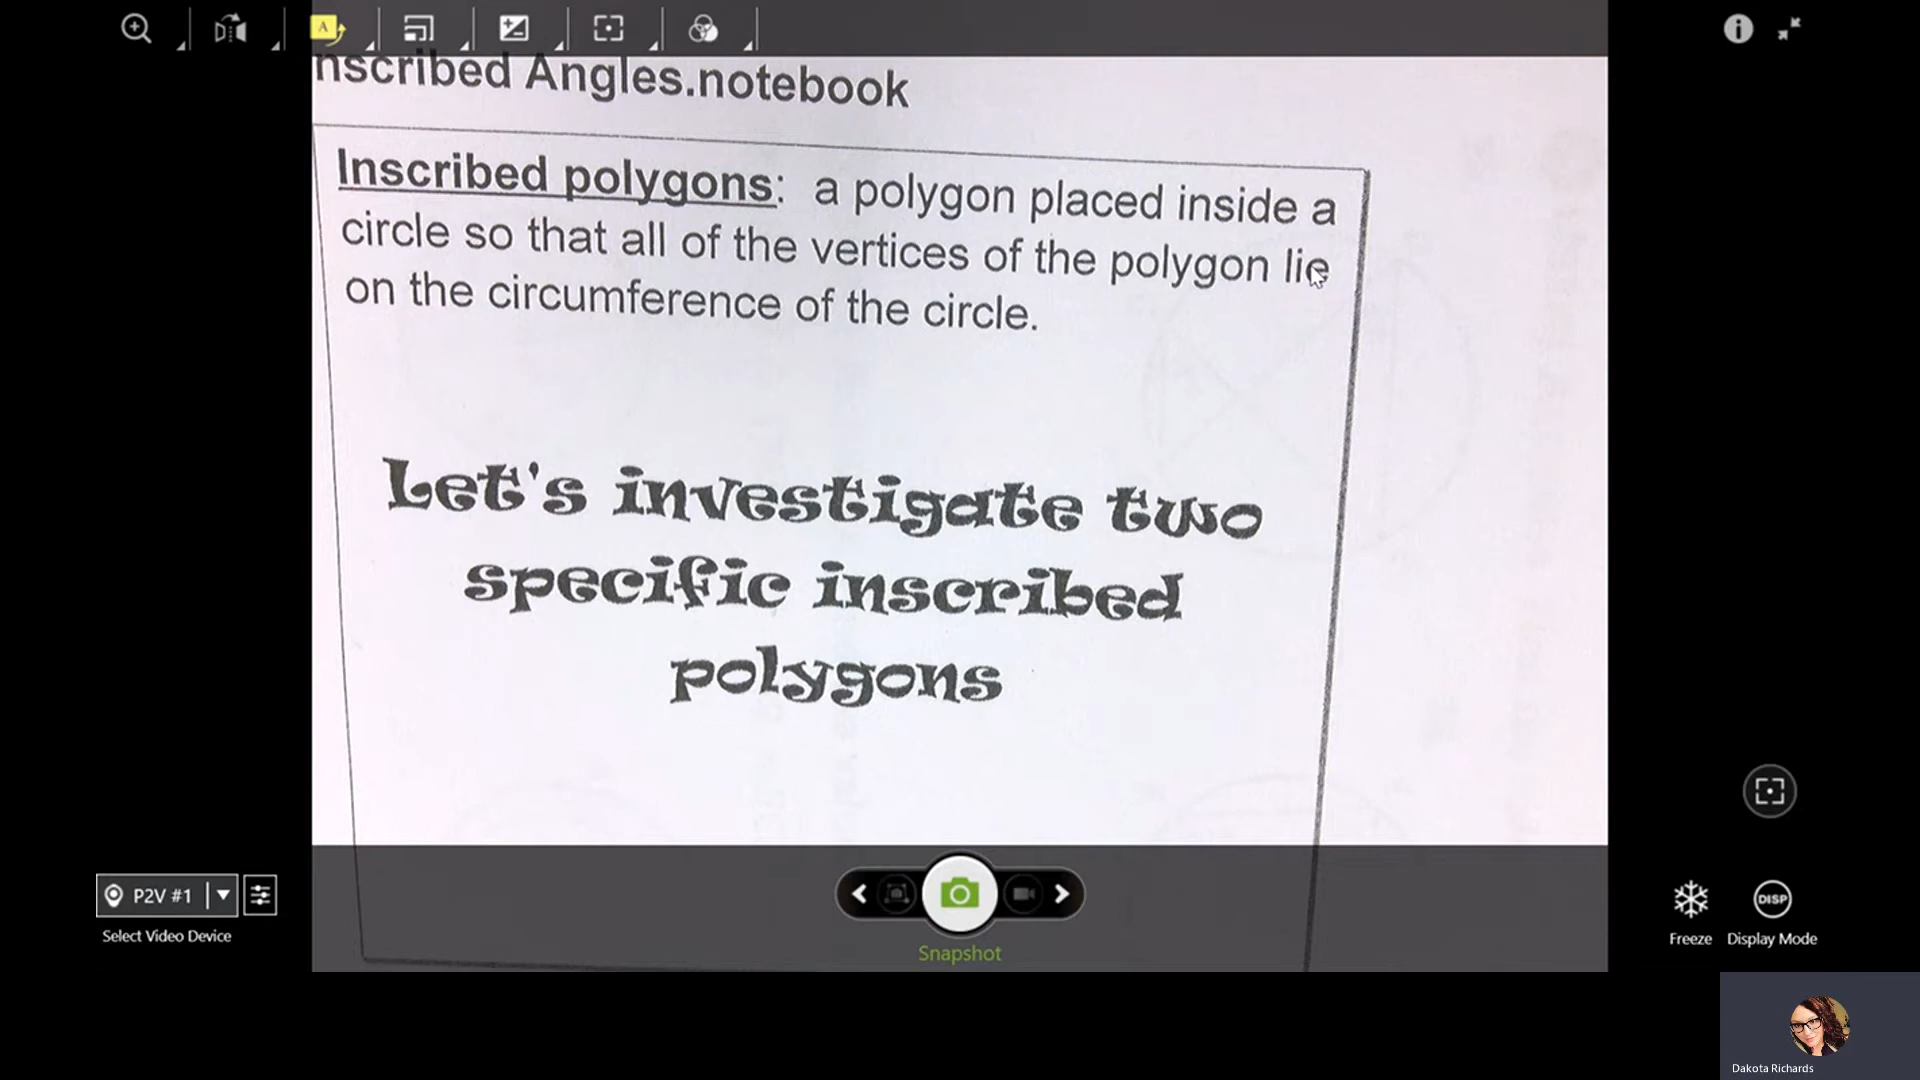 nscribed Angles.notebook
Inscribed polygons: a polygon placed inside a
circle so that all of the vertices of the polygon lie
on the circumference of the circle.
Let's investigate two
specific inscribed
polygons
A
P2V #1
Select Video Device
Snapshot
Freeze
DISP
Display Mode
Dakota Richards